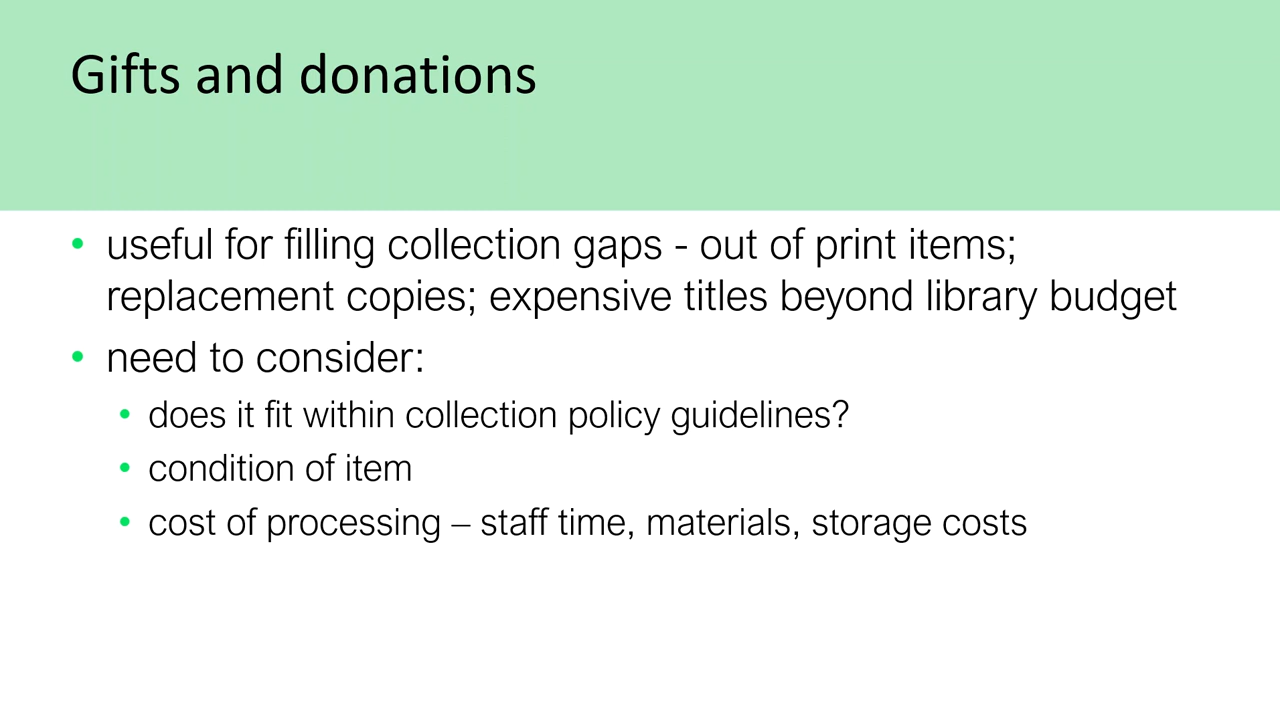 Gifts and donations
• useful for filling collection gaps - out of print items;
replacement copies; expensive titles beyond library budget
• need to consider:
• does it fit within collection policy guidelines?
• condition of item
• cost of processing – staff time, materials, storage costs